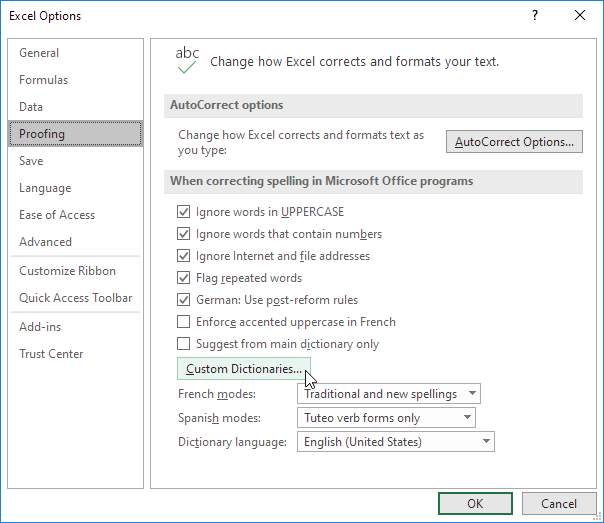 Excel Options
?
General
Formulas
Data
Proofing
Save
Language
Ease of Access
Advanced
Customize Ribbon
Quick Access Toolbar
Add-ins
Trust Center
abc
Change how Excel corrects and formats your text.
AutoCorrect options
Change how Excel corrects and formats text as
you type:
AutoCorrect Options...
When correcting spelling in Microsoft Office programs
Ignore words in UPPERCASE
Ignore words that contain numbers
Ignore Internet and file addresses
Flag repeated words
German: Use post-reform rules
Enforce accented uppercase in French
Suggest from main dictionary only
Custom Dictionaries...
French modes: Traditional and new spellings
Spanish modes: Tuteo verb forms only
Dictionary language: English (United States)
OK Cancel